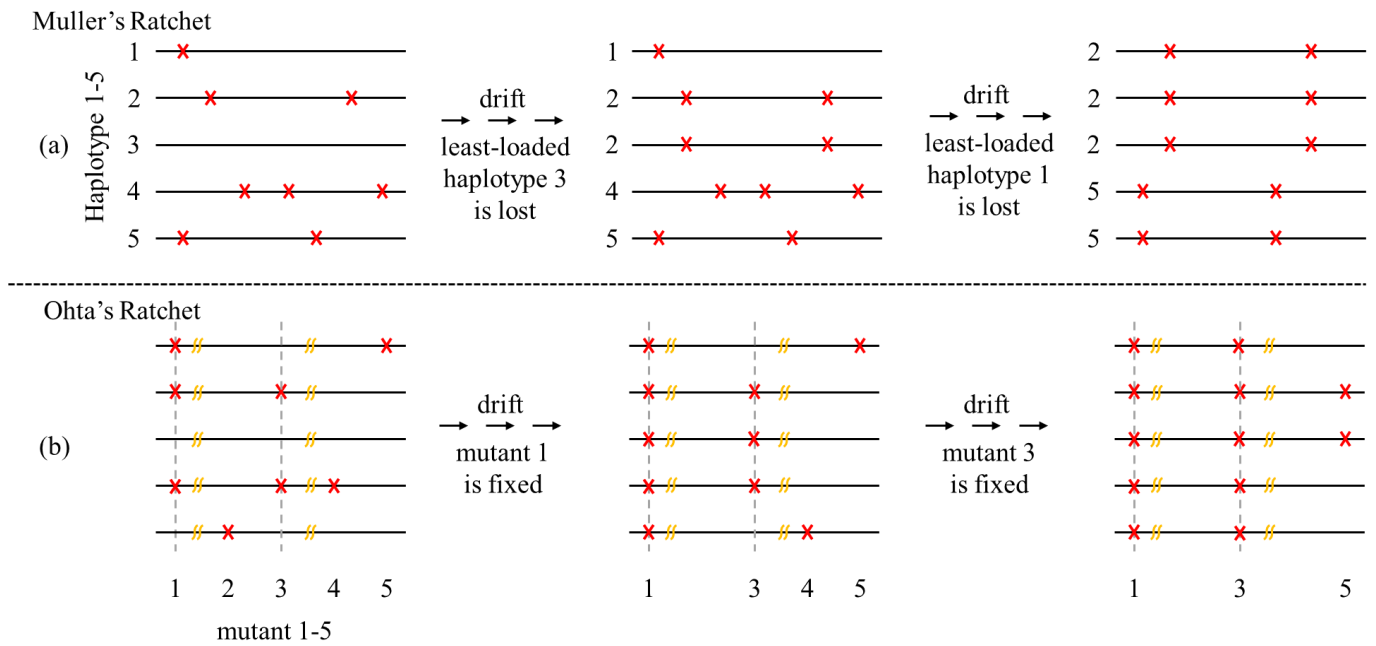 Muller's Ratchet
(a)
Haplotype 1-5
1
2
3
4
5
drift
least-loaded
haplotype 3
is lost
1
2
2
4
5
drift
least-loaded
haplotype 1
is lost
2
2
2
5
5
Ohta's Ratchet
(b)
drift
mutant 1
is fixed
drift
mutant 3
is fixed
1 2 3 4 5
mutant 1-5
1 3 4 5
1 3 5